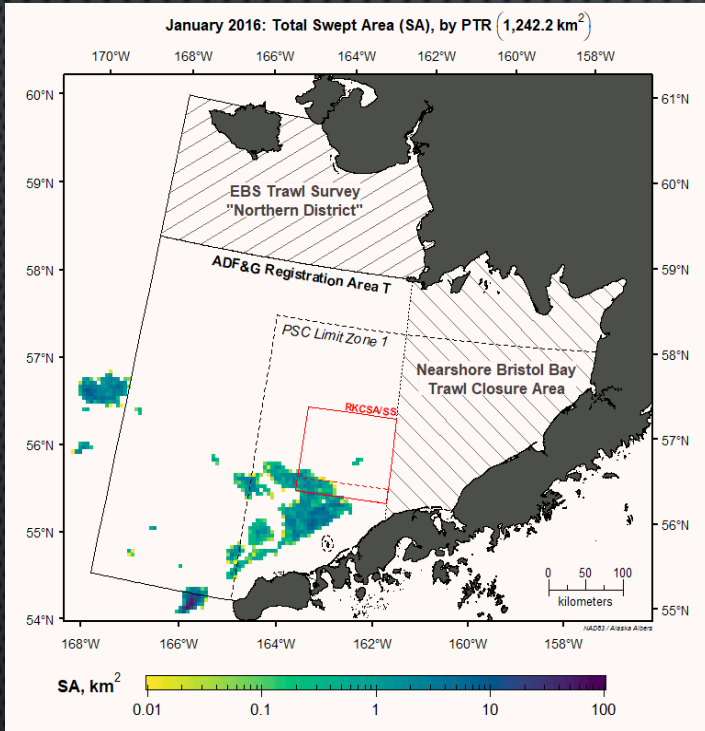 January 2016: Total Swept Area (SA), by PTR (1,242.2 km²)
170°W 168°W 166°W 164°W 162°W 160°W 158°W
60°N
61°N
EBS Trawl Survey
"Northern District"
59°N
60°N
ADF&G Registration Area T
58°N
59°N
PSC Limit Zone 1
57°N
58°N
Nearshore Bristol Bay
Trawl Closure Area
RKCSA/SS
56°N
57°N
55°N
56°N
0 50 100
kilometers
54°N
55°N
NAD83 / Alaska Albers
168°W 166°W 164°W 162°W 160°W 158°W
SA, km²
0.01 0.1 1 10 100